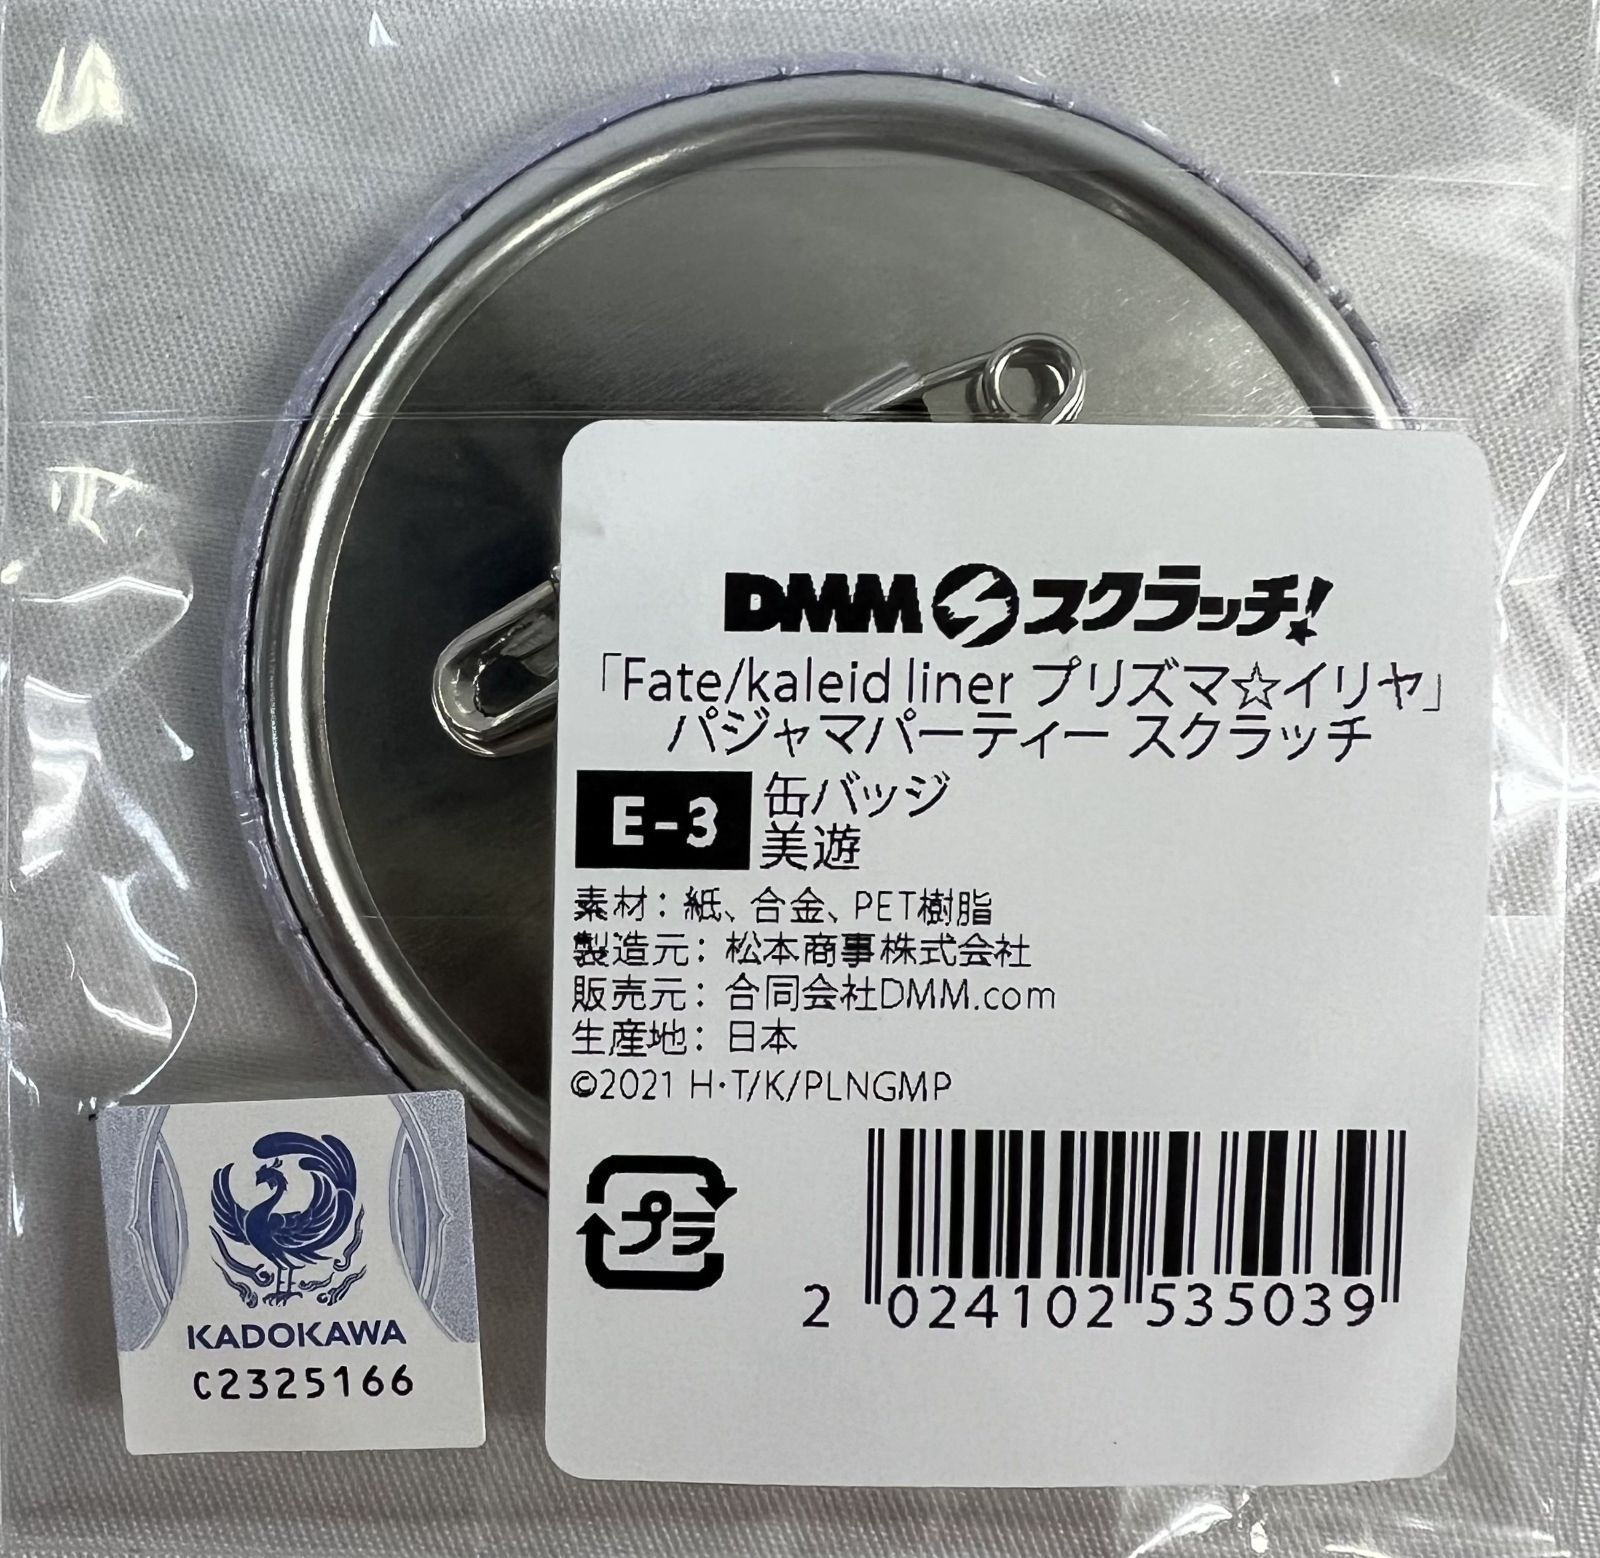 DMMスクラッチ!
「Fate/kaleid liner プリズマ☆イリヤ」
パジャマパーティー スクラッチ
E-3
缶バッジ
美遊
素材：紙、合金、PET樹脂
製造元：松本商事株式会社
販売元：合同会社DMM.com
生産地：日本
©2021 H・T/K/PLNGMP
プラ
2 024102 535039
KADOKAWA
C2325166